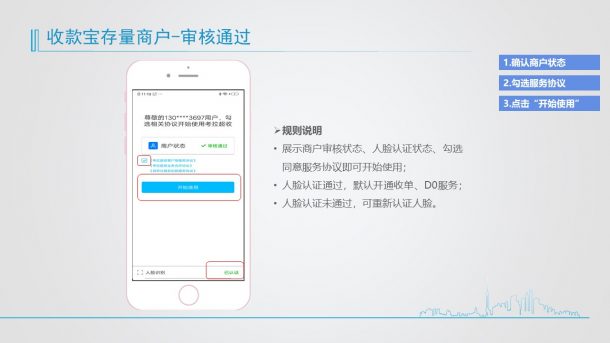 收款宝存量商户-审核通过
1.确认商户状态
2.勾选服务协议
3.点击“开始使用”
尊敬的130****3697用户，勾
选相关协议开始使用考拉超收
商户状态
审核通过
开始使用
人脸识别
已认证
➢规则说明
• 展示商户审核状态、人脸认证状态、勾选
同意服务协议即可开始使用；
• 人脸认证通过，默认开通收单、D0服务；
• 人脸认证未通过，可重新认证人脸。